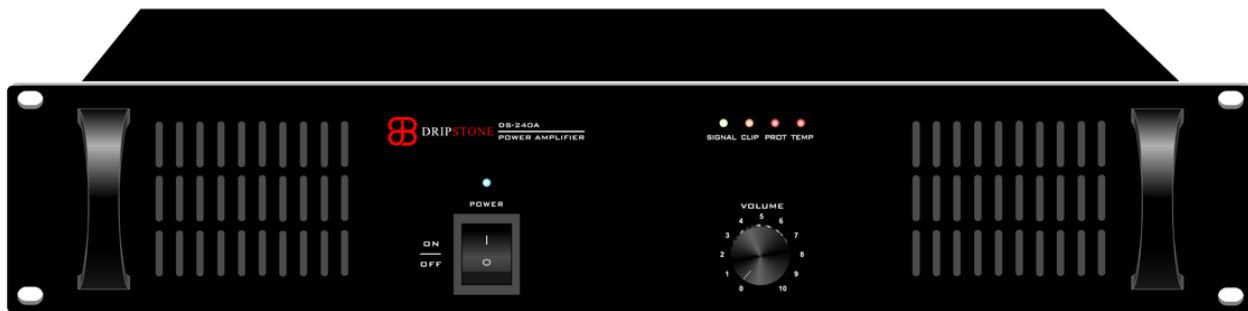 DRIPSTONE
DS-240A
POWER AMPLIFIER
SIGNAL CLIP PROT TEMP
POWER
ON
OFF
I
O
VOLUME
0 1 2 3 4 5 6 7 8 9 10